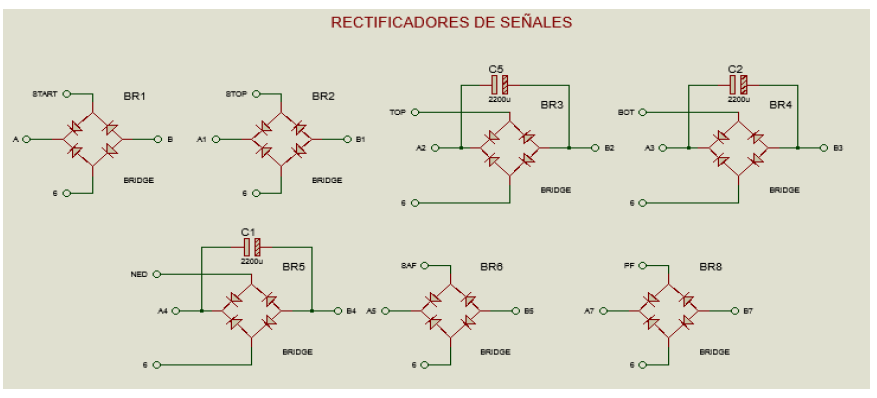 RECTIFICADORES DE SEÑALES
START
BR1
A
B
6
BRIDGE
STOP
BR2
A1
B1
6
BRIDGE
C5
2200u
TOP
BR3
A2
B2
6
BRIDGE
C2
2200u
BOT
BR4
A3
B3
6
BRIDGE
C1
2200u
NED
BR5
A4
B4
6
BRIDGE
SAF
BR6
A5
B5
6
BRIDGE
PF
BR8
A7
B7
6
BRIDGE